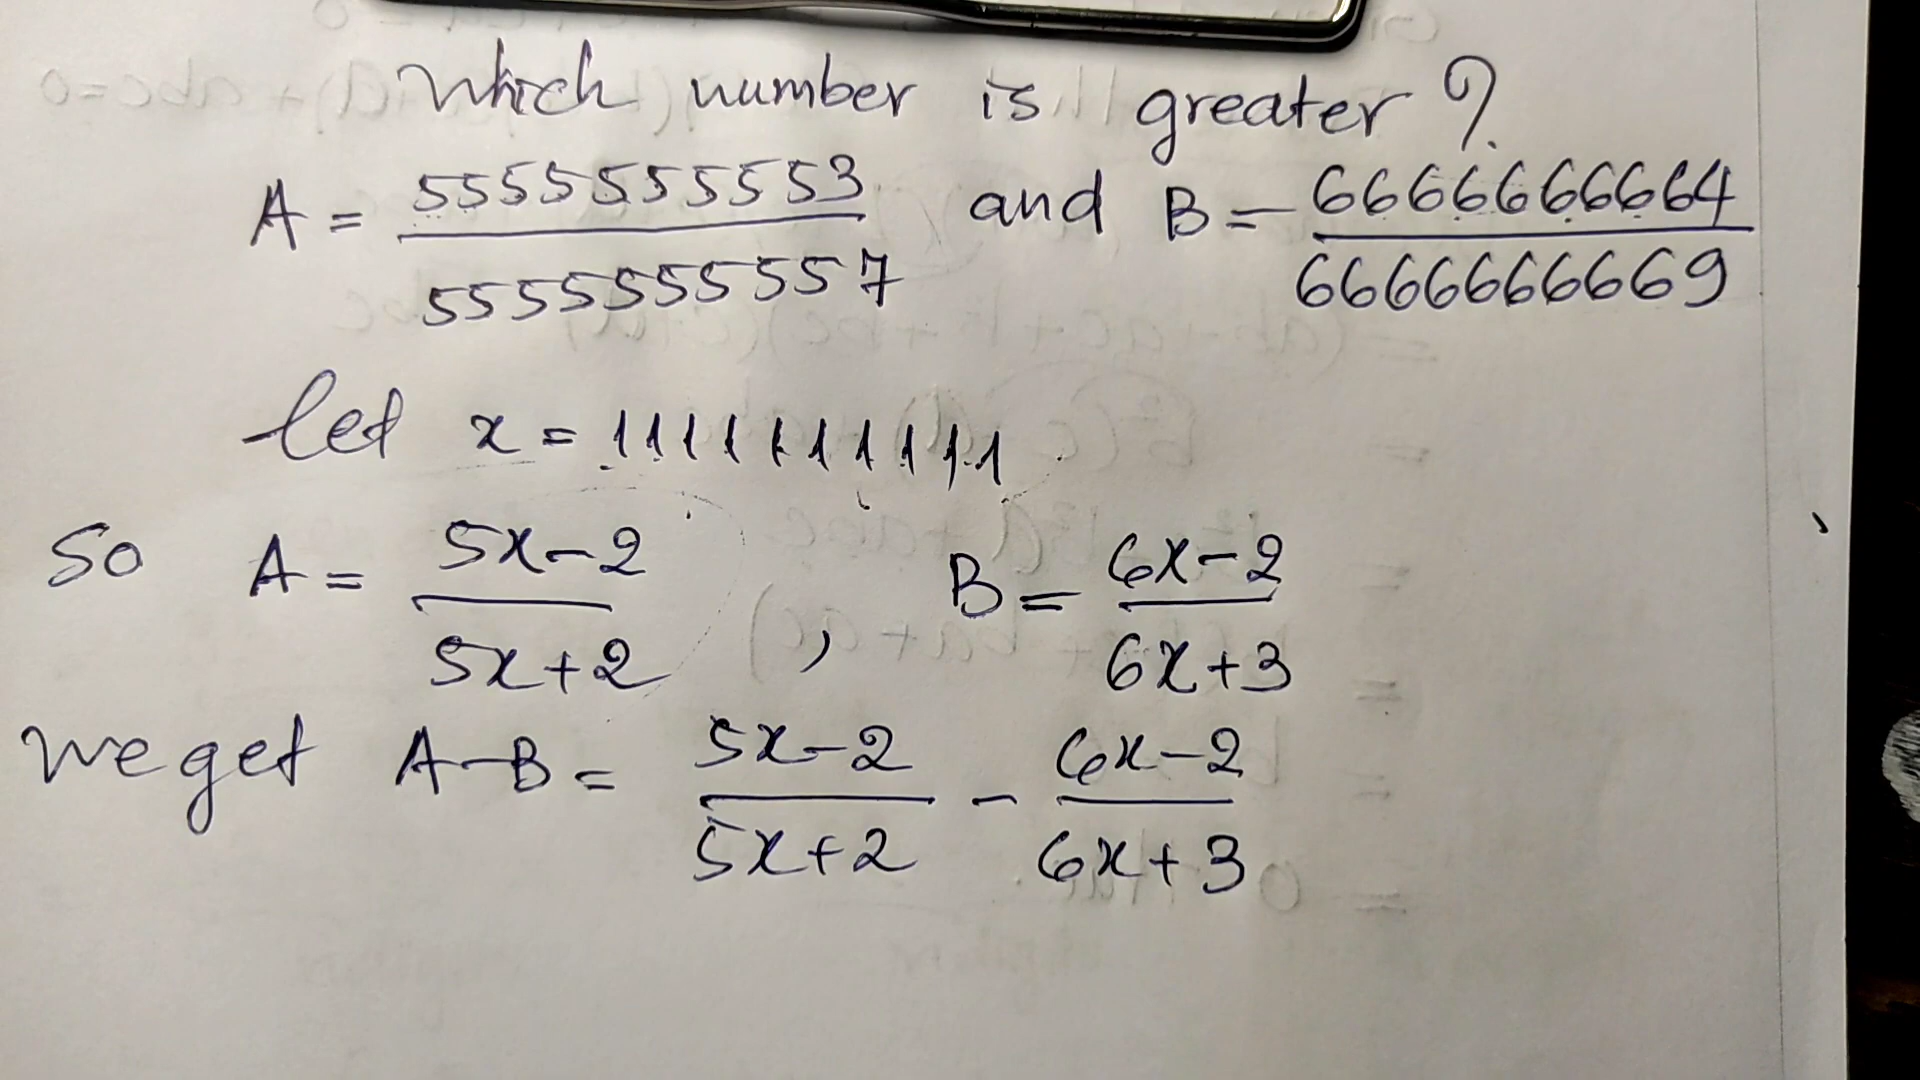 Which number is greater?
A = 5555555553 / 5555555557 and B = 6666666664 / 6666666669
let x = 1111111111
So A = 5x-2 / 5x+2 , B = 6x-2 / 6x+3
we get A-B = 5x-2 / 5x+2 - 6x-2 / 6x+3